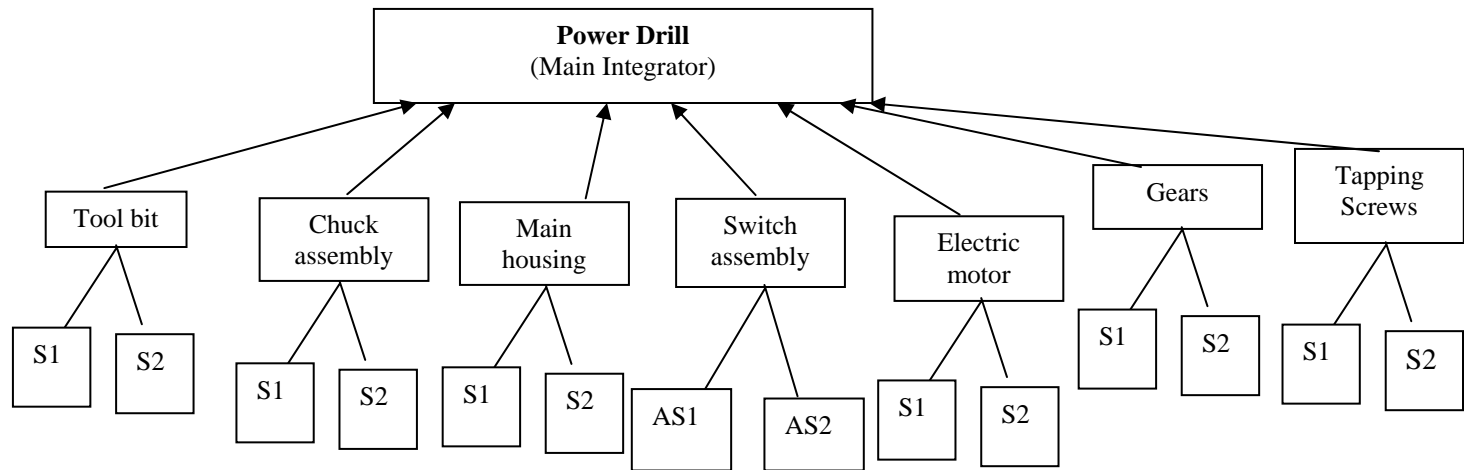 Power Drill
(Main Integrator)
Tool bit
Chuck
assembly
Main
housing
Switch
assembly
Electric
motor
Gears
Tapping
Screws
S1
S2
S1
S2
S1
S2
AS1
AS2
S1
S2
S1
S2
S1
S2